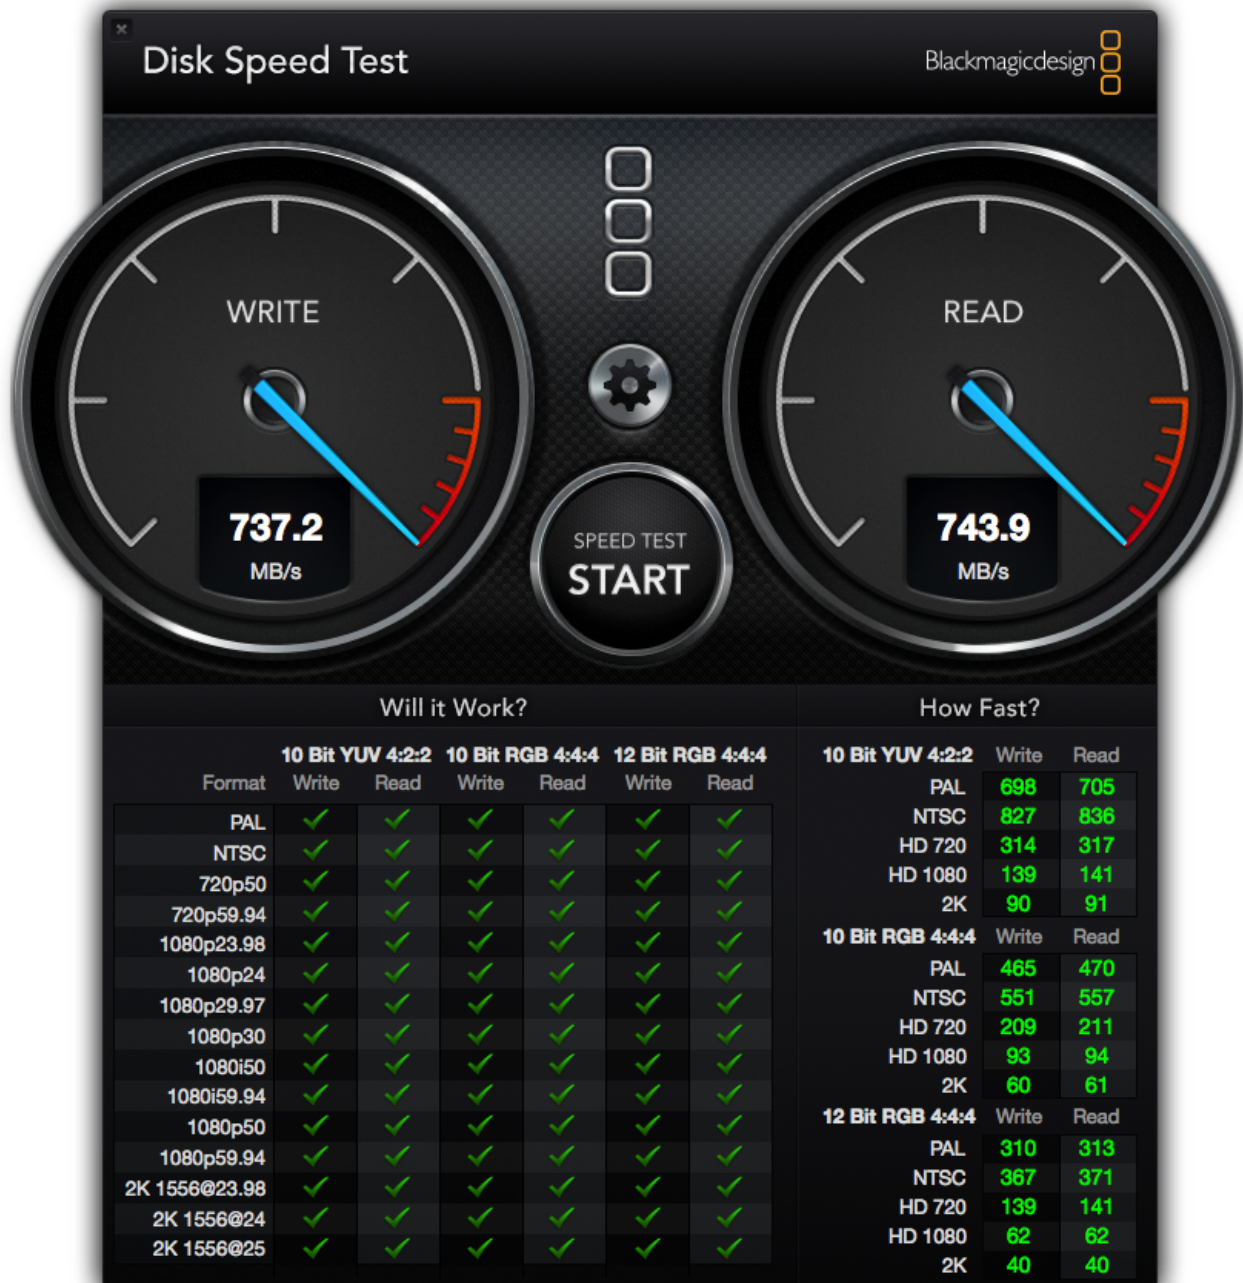 Disk Speed Test
Blackmagicdesign
WRITE
READ
737.2
MB/s
743.9
MB/s
SPEED TEST
START
Will it Work?
10 Bit YUV 4:2:2 10 Bit RGB 4:4:4 12 Bit RGB 4:4:4
Format Write Read Write Read Write Read
PAL
NTSC
720p50
720p59.94
1080p23.98
1080p24
1080p29.97
1080p30
1080i50
1080i59.94
1080p50
1080p59.94
2K 1556@23.98
2K 1556@24
2K 1556@25
How Fast?
10 Bit YUV 4:2:2 Write Read
PAL 698 705
NTSC 827 836
HD 720 314 317
HD 1080 139 141
2K 90 91
10 Bit RGB 4:4:4 Write Read
PAL 465 470
NTSC 551 557
HD 720 209 211
HD 1080 93 94
2K 60 61
12 Bit RGB 4:4:4 Write Read
PAL 310 313
NTSC 367 371
HD 720 139 141
HD 1080 62 62
2K 40 40